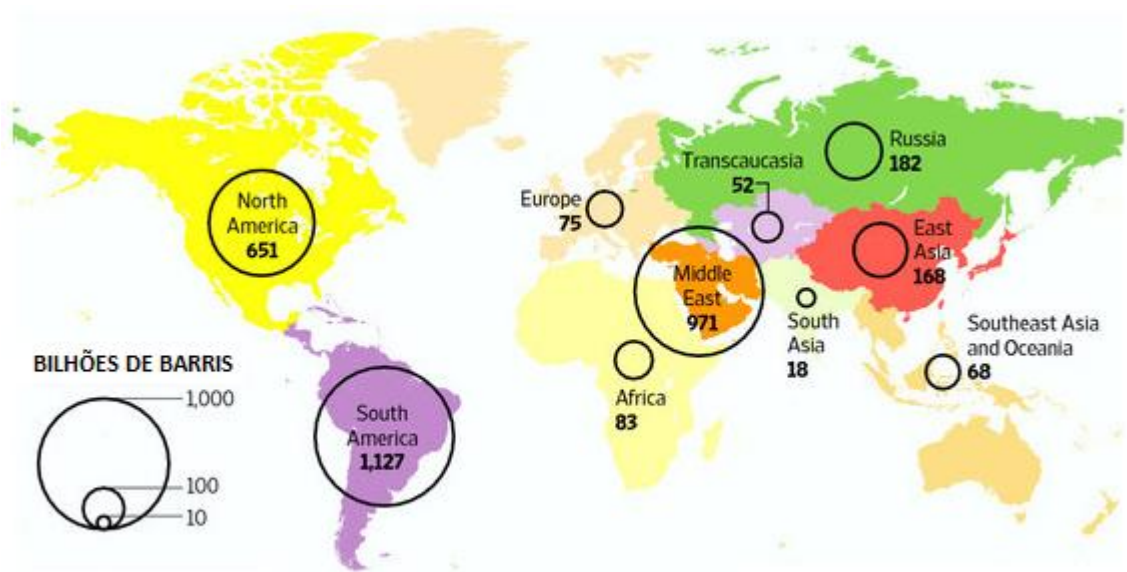 North
America
651
Europe
75
Transcaucasia
52
Russia
182
East
Asia
168
Middle
East
971
South
Asia
18
Southeast Asia
and Oceania
68
Africa
83
South
America
1,127
BILHÕES DE BARRIS
1,000
100
10